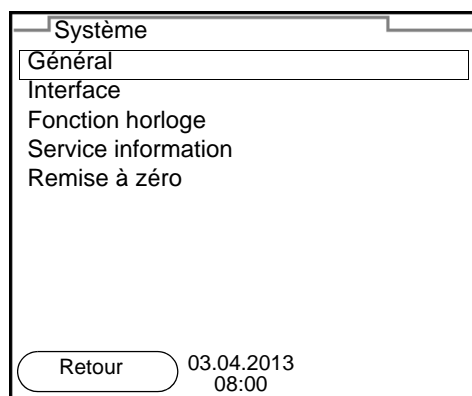 Système
Général
Interface
Fonction horloge
Service information
Remise à zéro
Retour
03.04.2013
08:00